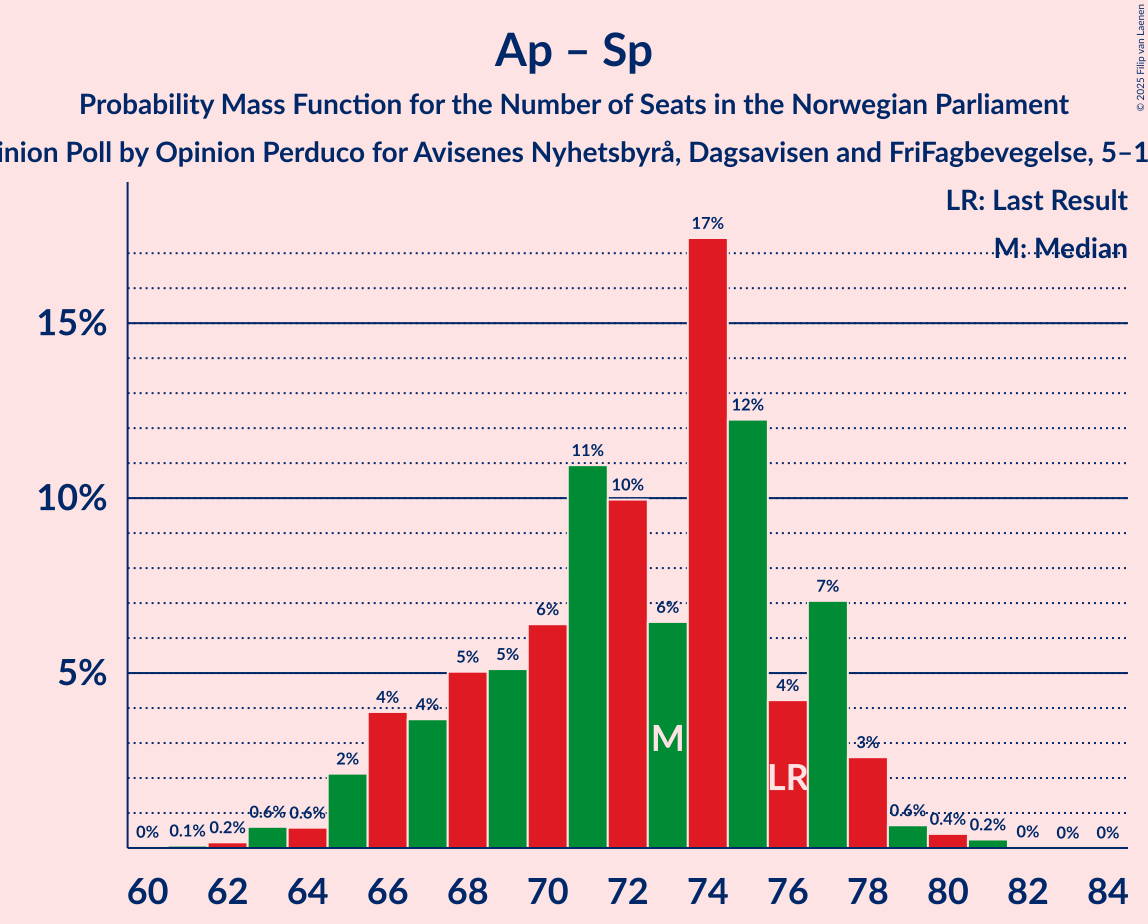 Ap – Sp
Probability Mass Function for the Number of Seats in the Norwegian Parliament
Poll by Opinion Perduco for Avisenes Nyhetsbyrå, Dagsavisen and FriFagbevegelse,
© 2025 Filip van Laenen
LR: Last Result
M: Median
17%
15%
12%
11%
10%
10%
7%
6%
6%
5%
5%
5%
4%
4%
4%
3%
2%
M
LR
0% 0.1% 0.2% 0.6% 0.6% 0.6% 0.4% 0.2% 0% 0% 0%
60 62 64 66 68 70 72 74 76 78 80 82 84